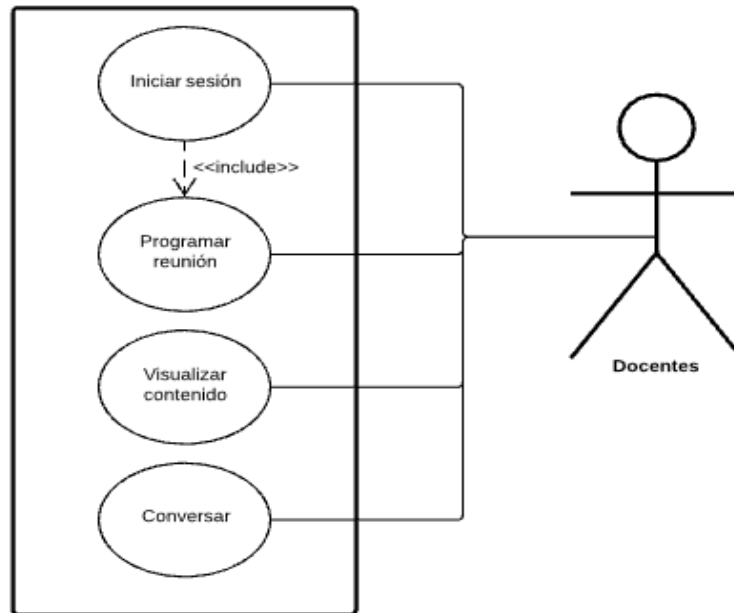 Iniciar sesión
<<include>>
Programar
reunión
Visualizar
contenido
Docentes
Conversar